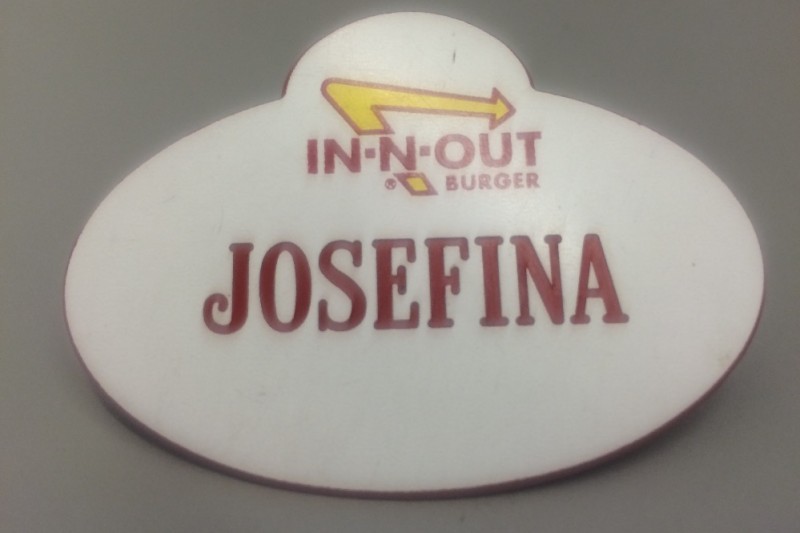 IN-N-OUT
® BURGER
JOSEFINA